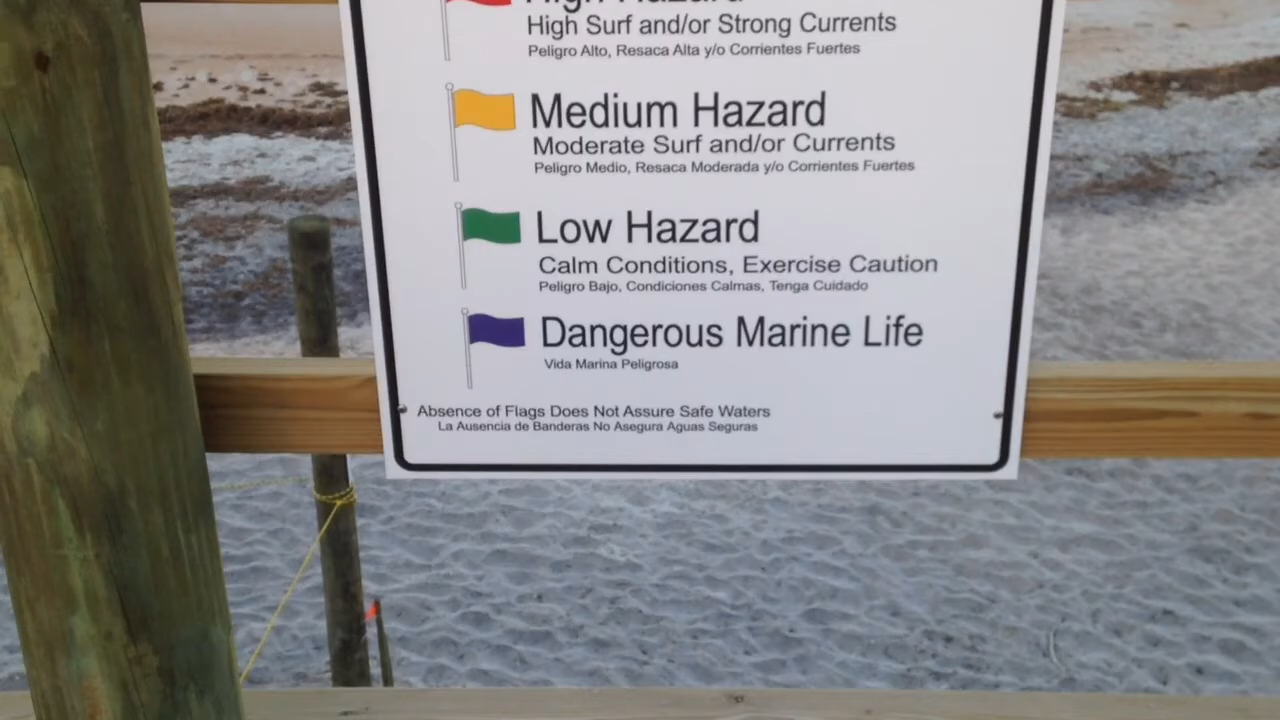 High Hazard
High Surf and/or Strong Currents
Peligro Alto, Resaca Alta y/o Corrientes Fuertes
Medium Hazard
Moderate Surf and/or Currents
Peligro Medio, Resaca Moderada y/o Corrientes Fuertes
Low Hazard
Calm Conditions, Exercise Caution
Peligro Bajo, Condiciones Calmas, Tenga Cuidado
Dangerous Marine Life
Vida Marina Peligrosa
Absence of Flags Does Not Assure Safe Waters
La Ausencia de Banderas No Asegura Aguas Seguras